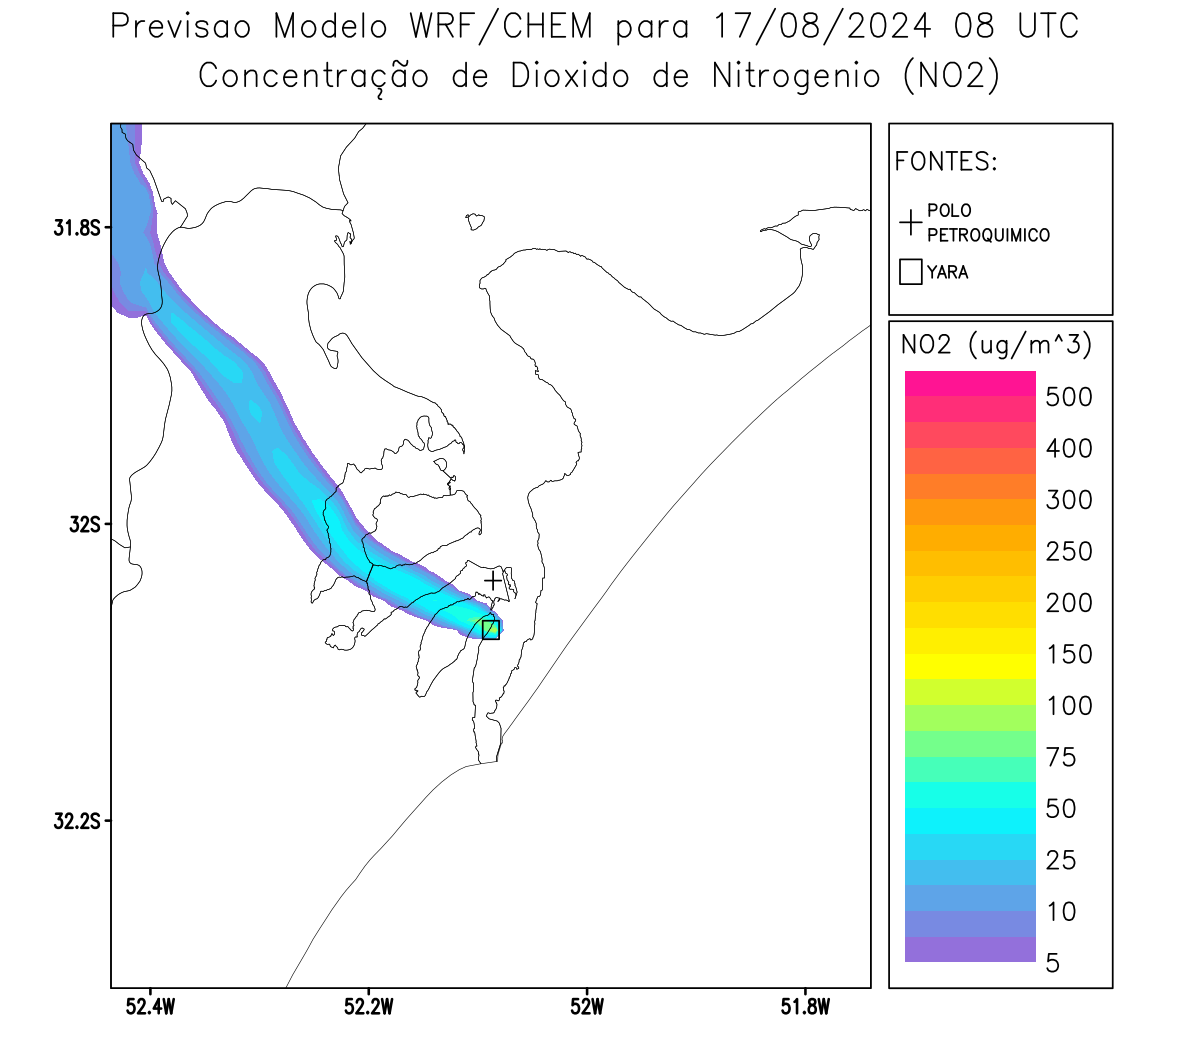 Previsao Modelo WRF/CHEM para 17/08/2024 08 UTC
Concentração de Dioxido de Nitrogenio (NO2)
FONTES:
POLO
PETROQUIMICO
YARA
NO2 (ug/m^3)
500
400
300
250
200
150
100
75
50
25
10
5
31.8S
32S
32.2S
52.4W
52.2W
52W
51.8W